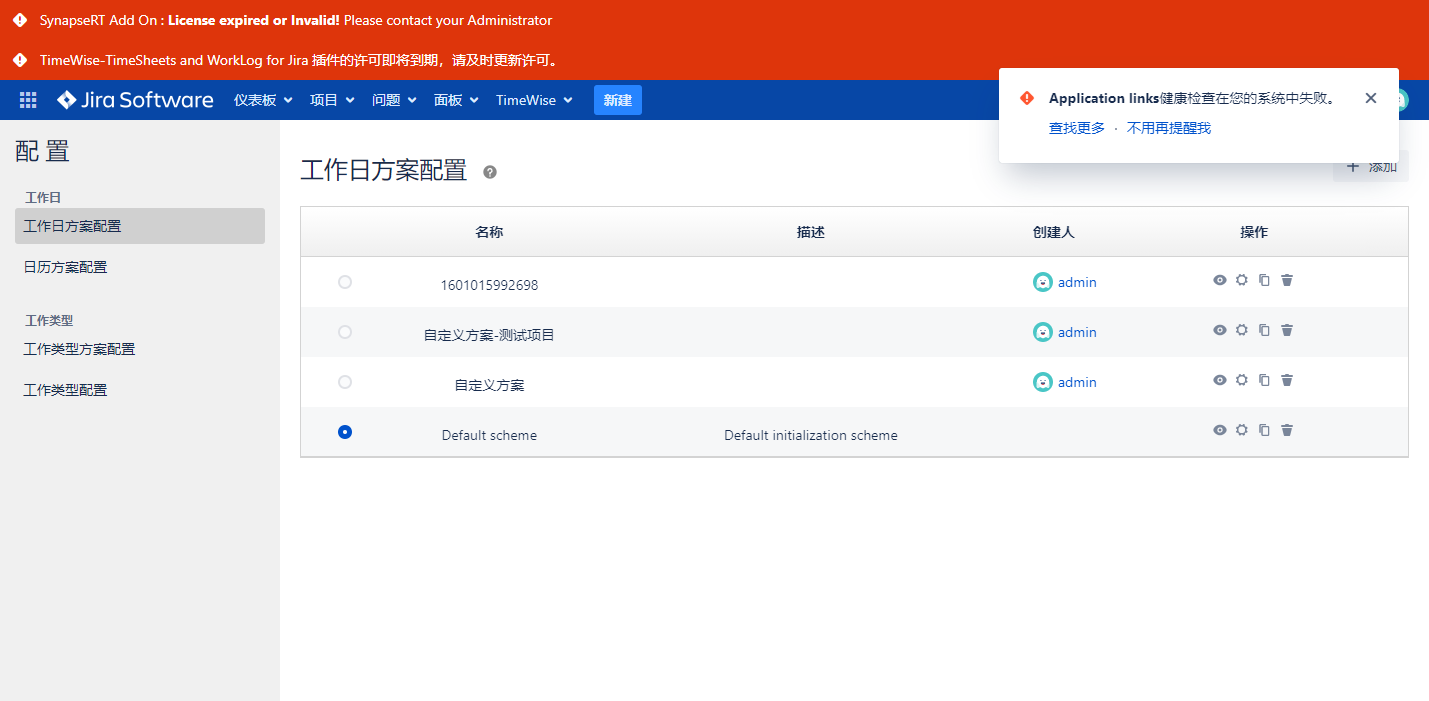 SynapseRT Add On : License expired or Invalid! Please contact your Administrator
TimeWise-TimeSheets and WorkLog for Jira 插件的许可即将到期，请及时更新许可。
Jira Software 仪表板 项目 问题 面板 TimeWise 新建
Application links健康检查在您的系统中失败。
查找更多 · 不用再提醒我
配 置
工作日
工作日方案配置
日历方案配置
工作类型
工作类型方案配置
工作类型配置
工作日方案配置
添加
名称 描述 创建人 操作
1601015992698 admin
自定义方案-测试项目 admin
自定义方案 admin
Default scheme Default initialization scheme